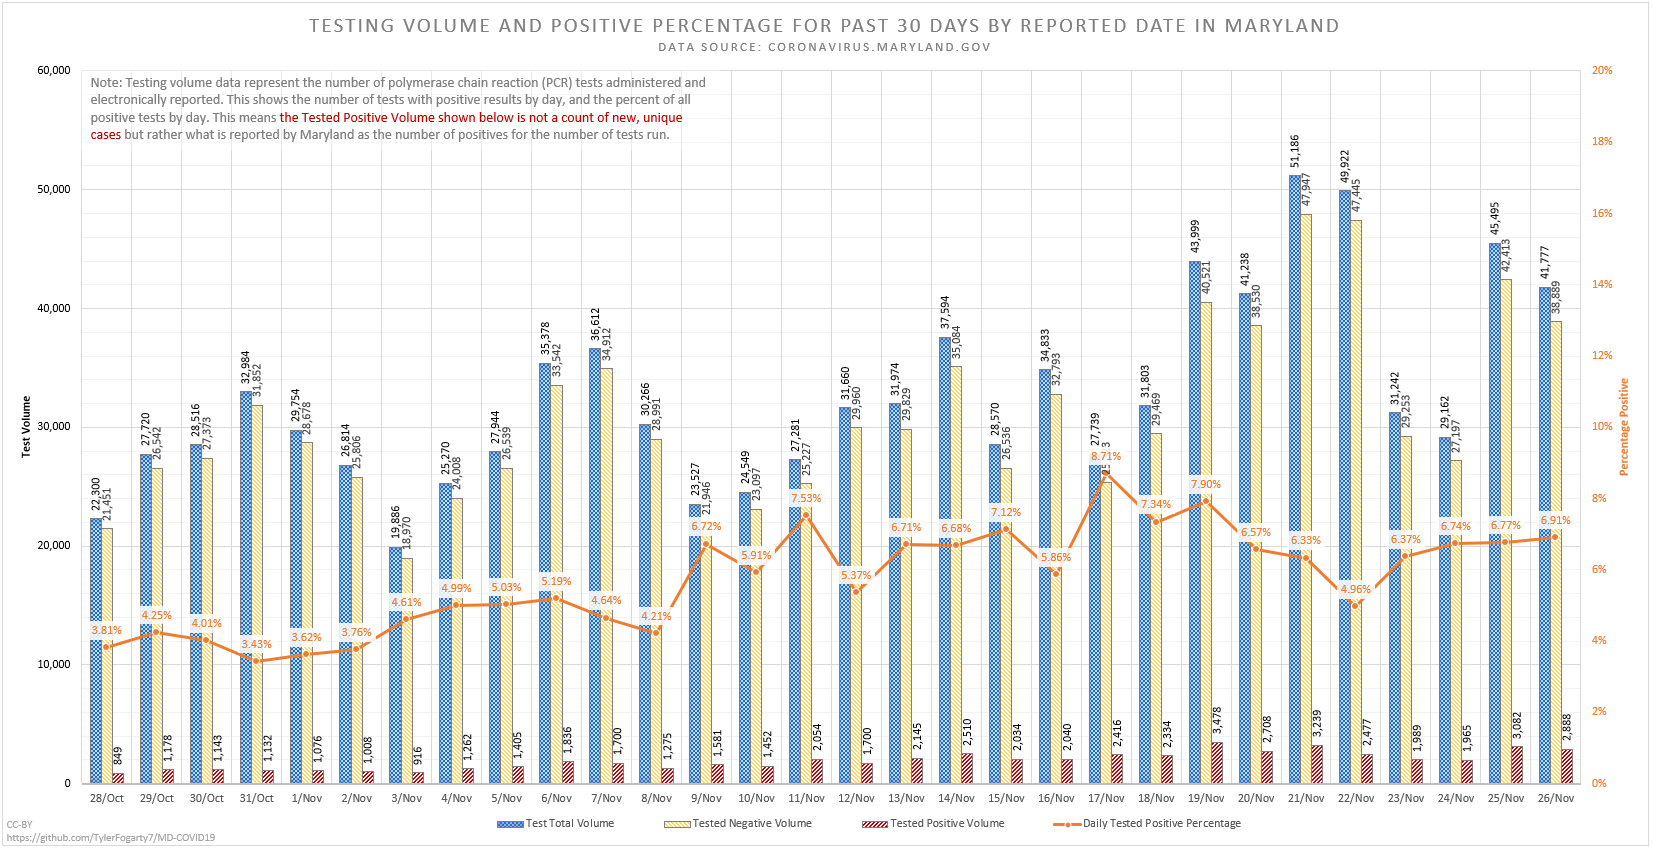 TESTING VOLUME AND POSITIVE PERCENTAGE FOR PAST 30 DAYS BY REPORTED DATE IN MARYLAND
DATA SOURCE: CORONAVIRUS.MARYLAND.GOV
Note: Testing volume data represent the number of polymerase chain reaction (PCR) tests administered and
electronically reported. This shows the number of tests with positive results by day, and the percent of all
positive tests by day. This means the Tested Positive Volume shown below is not a count of new, unique
cases but rather what is reported by Maryland as the number of positives for the number of tests run.
Test Volume
60,000
50,000
40,000
30,000
20,000
10,000
0
22,300 21,451 3.81% 849
27,720 26,542 4.25% 1,178
28,516 27,373 4.01% 1,143
32,984 31,852 3.43% 1,132
29,754 28,678 3.62% 1,076
26,814 25,806 3.76% 1,008
19,886 18,970 4.61% 916
25,270 24,008 4.99% 1,262
27,944 26,539 5.03% 1,405
35,378 33,542 5.19% 1,836
36,612 34,912 4.64% 1,700
30,266 28,991 4.21% 1,275
23,527 21,946 6.72% 1,581
24,549 23,097 5.91% 1,452
27,281 25,227 7.53% 2,054
31,660 29,960 5.37% 1,700
31,974 29,829 6.71% 2,145
37,594 35,084 6.68% 2,510
28,570 26,536 7.12% 2,034
34,833 32,793 5.86% 2,040
27,739 8.71% 2,416
31,803 29,469 7.34% 2,334
43,999 40,521 7.90% 3,478
41,238 38,530 6.57% 2,708
51,186 47,947 6.33% 3,239
49,922 47,445 4.96% 2,477
31,242 29,253 6.37% 1,989
29,162 27,197 6.74% 1,965
45,495 42,413 6.77% 3,082
41,777 38,889 6.91% 2,888
20%
18%
16%
14%
12%
10%
8%
6%
4%
2%
0%
Percentage Positive
28/Oct 29/Oct 30/Oct 31/Oct 1/Nov 2/Nov 3/Nov 4/Nov 5/Nov 6/Nov 7/Nov 8/Nov 9/Nov 10/Nov 11/Nov 12/Nov 13/Nov 14/Nov 15/Nov 16/Nov 17/Nov 18/Nov 19/Nov 20/Nov 21/Nov 22/Nov 23/Nov 24/Nov 25/Nov 26/Nov
Test Total Volume Tested Negative Volume Tested Positive Volume Daily Tested Positive Percentage
CC-BY
https://github.com/TylerFogarty7/MD-COVID19